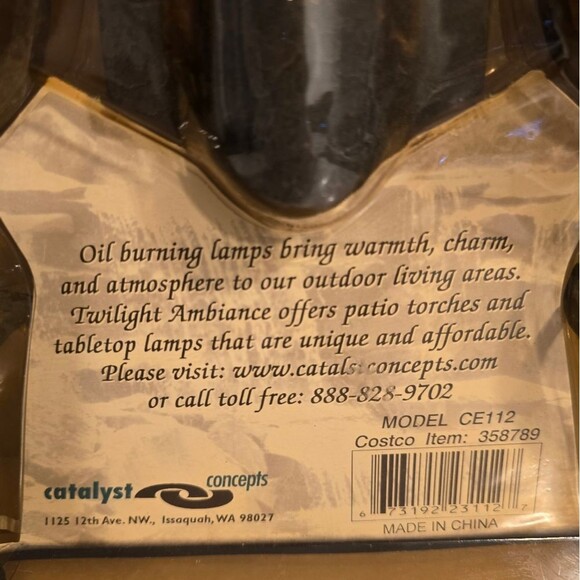 Oil burning lamps bring warmth, charm,
and atmosphere to our outdoor living areas.
Twilight Ambiance offers patio torches and
tabletop lamps that are unique and affordable.
Please visit:
or call toll free: 888-828-9702
MODEL CE112
Costco Item: 358789
catalyst concepts
1125 12th Ave. NW., Issaquah, WA 98027
6 73192 23112 7
MADE IN CHINA